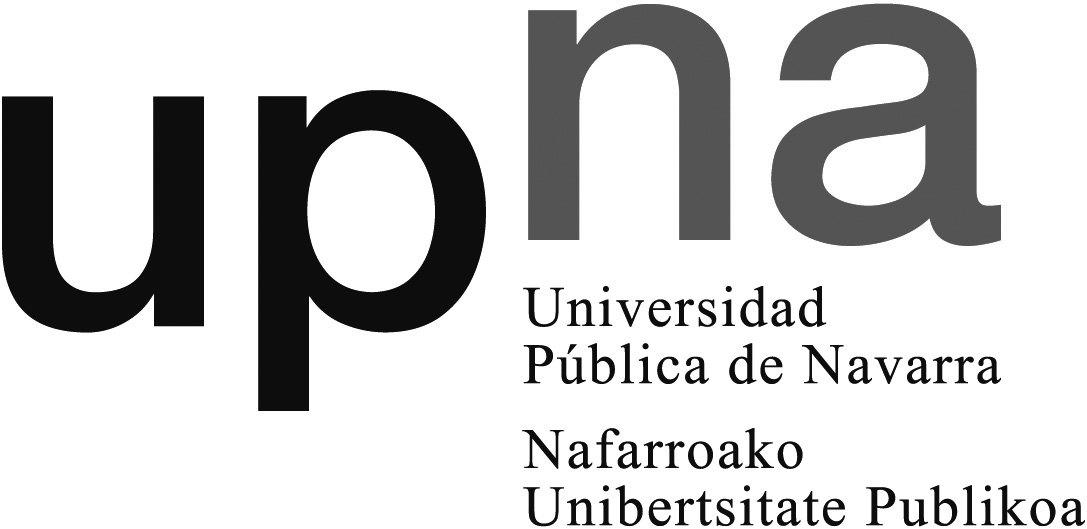 upna
Universidad
Pública de Navarra
Nafarroako
Unibertsitate Publikoa